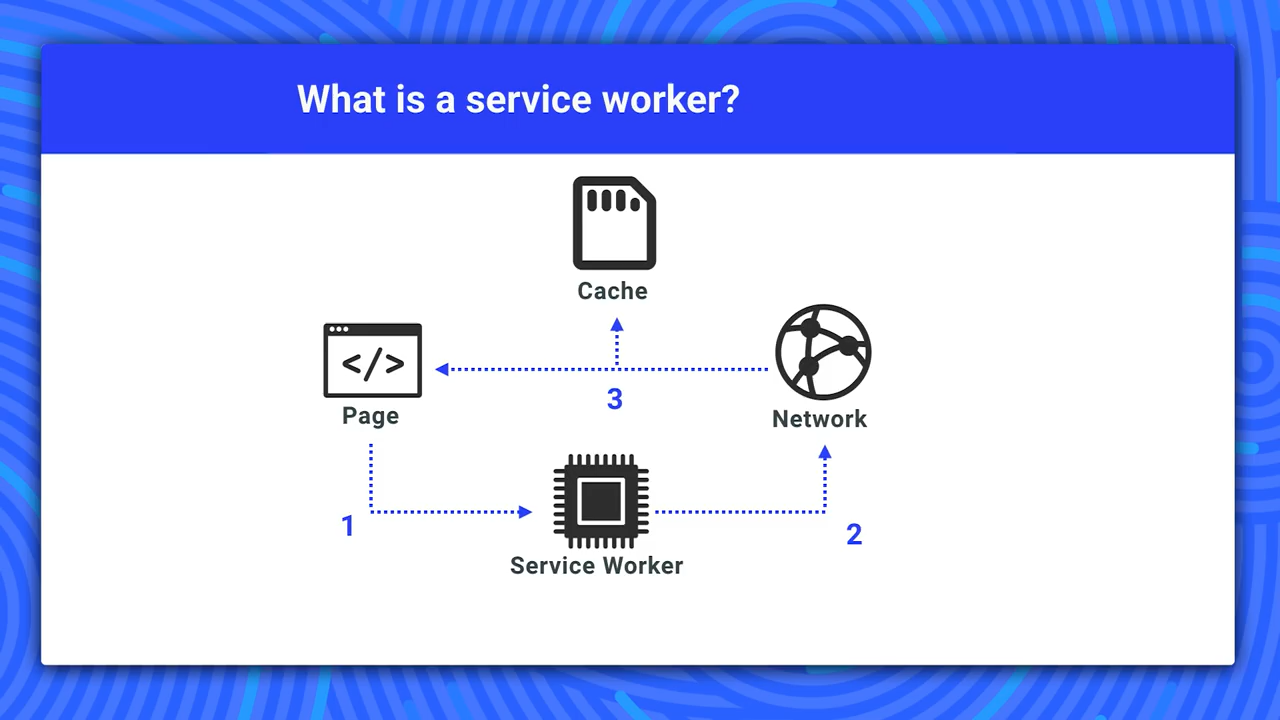 What is a service worker?
Cache
</>
Page
3
Network
1
2
Service Worker